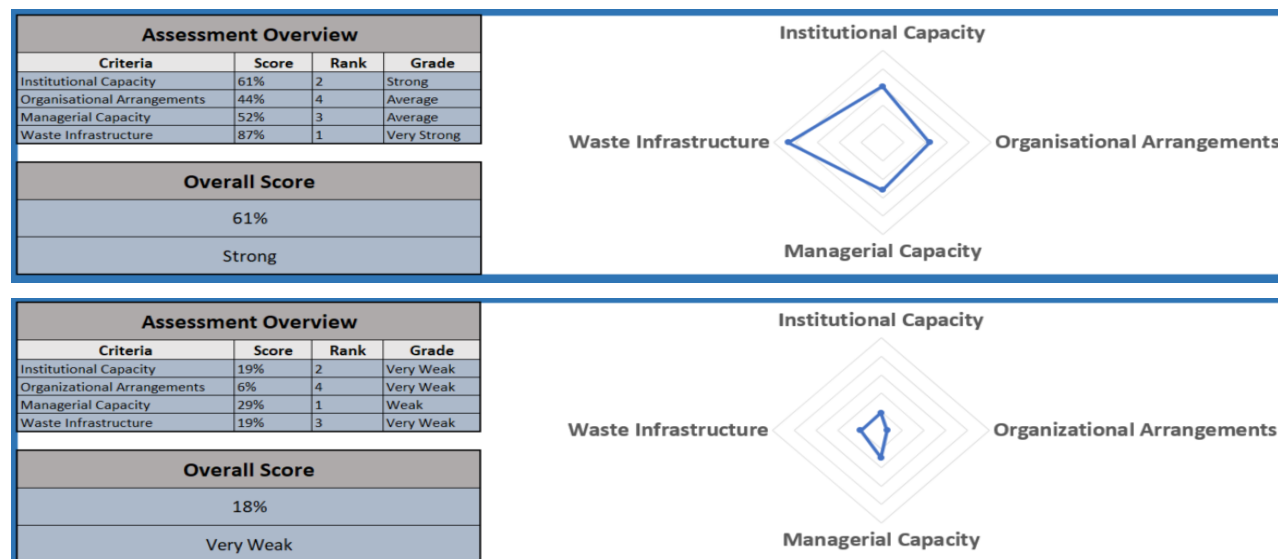 Assessment Overview
Criteria Score Rank Grade
Institutional Capacity 61% 2 Strong
Organisational Arrangements 44% 4 Average
Managerial Capacity 52% 3 Average
Waste Infrastructure 87% 1 Very Strong
Overall Score
61%
Strong
Institutional Capacity
Waste Infrastructure
Organisational Arrangements
Managerial Capacity
Assessment Overview
Criteria Score Rank Grade
Institutional Capacity 19% 2 Very Weak
Organizational Arrangements 6% 4 Very Weak
Managerial Capacity 29% 1 Weak
Waste Infrastructure 19% 3 Very Weak
Overall Score
18%
Very Weak
Institutional Capacity
Waste Infrastructure
Organizational Arrangements
Managerial Capacity